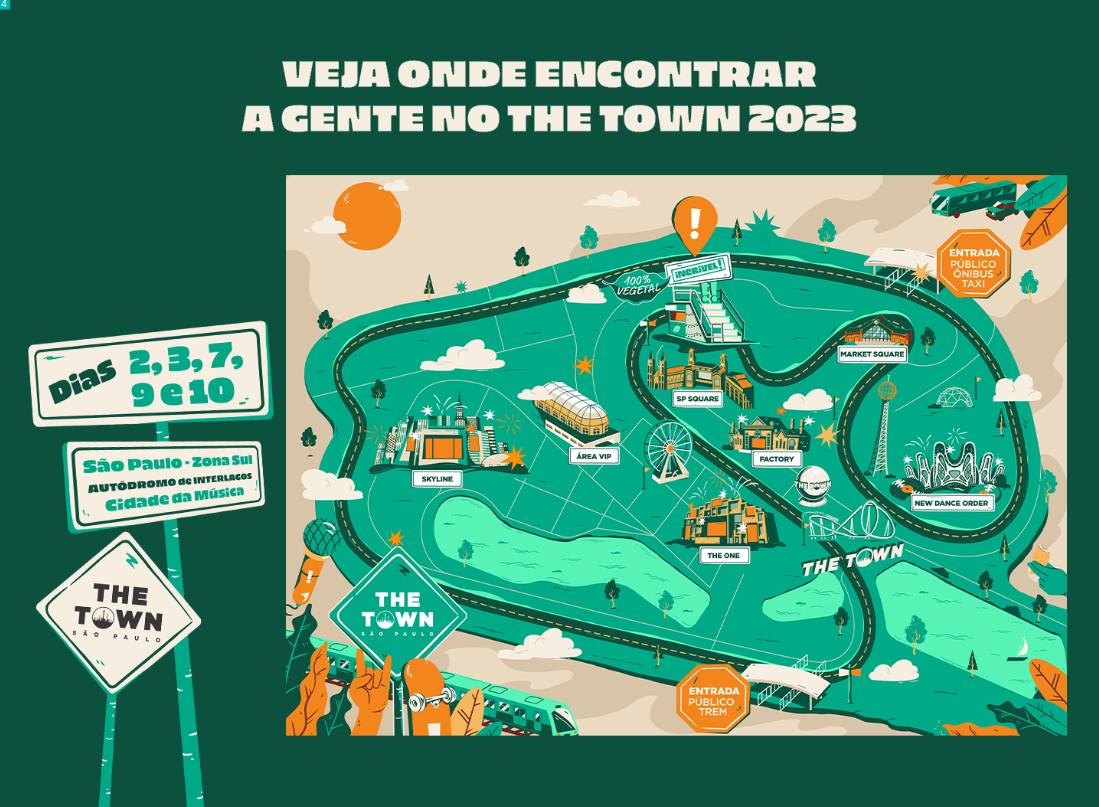 4
VEJA ONDE ENCONTRAR
A GENTE NO THE TOWN 2023
Dias 2, 3, 7,
9 e 10
São Paulo - Zona Sul
AUTÓDROMO de INTERLAGOS
Cidade da Música
THE
TOWN
SÃO PAULO
!
INCRÍVEL!
100%
VEGETAL
ENTRADA
PÚBLICO
ÔNIBUS
TAXI
MARKET SQUARE
SP SQUARE
ÁREA VIP
FACTORY
SKYLINE
THE TOWN
NEW DANCE ORDER
THE ONE
THE TOWN
!
THE
TOWN
SÃO PAULO
ENTRADA
PÚBLICO
TREM